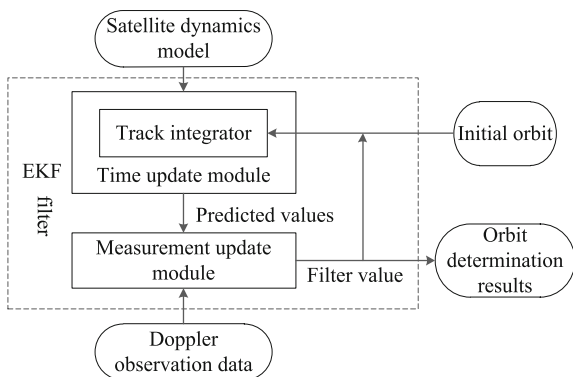 Satellite dynamics
model
Track integrator
Time update module
Initial orbit
EKF
filter
Predicted values
Measurement update
module
Filter value
Orbit
determination
results
Doppler
observation data